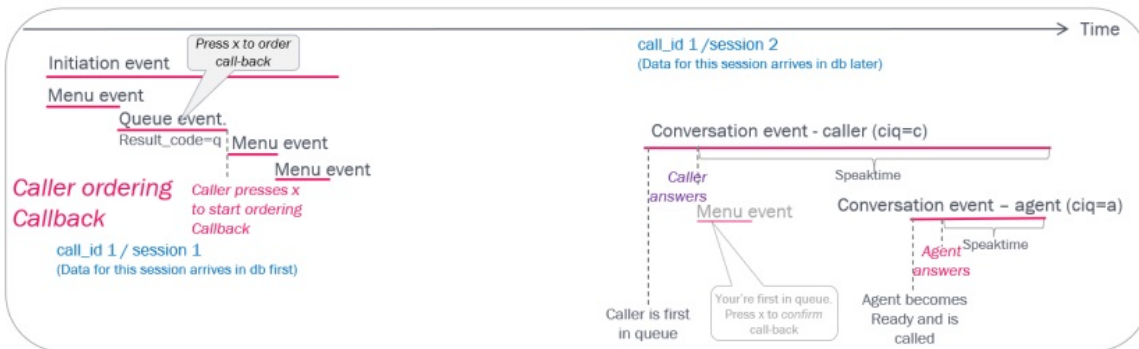 Time
Press x to order
call-back
call_id 1 /session 2
(Data for this session arrives in db later)
Initiation event
Menu event
Queue event.
Result_code=q
Menu event
Menu event
Caller ordering
Callback
Caller presses x
to start ordering
Callback
call_id 1 / session 1
(Data for this session arrives in db first)
Conversation event - caller (ciq=c)
Speaktime
Caller
answers
Menu event
Conversation event – agent (ciq=a)
Speaktime
Agent
answers
Your're first in queue.
Press x to confirm
call-back
Caller is first
in queue
Agent becomes
Ready and is
called